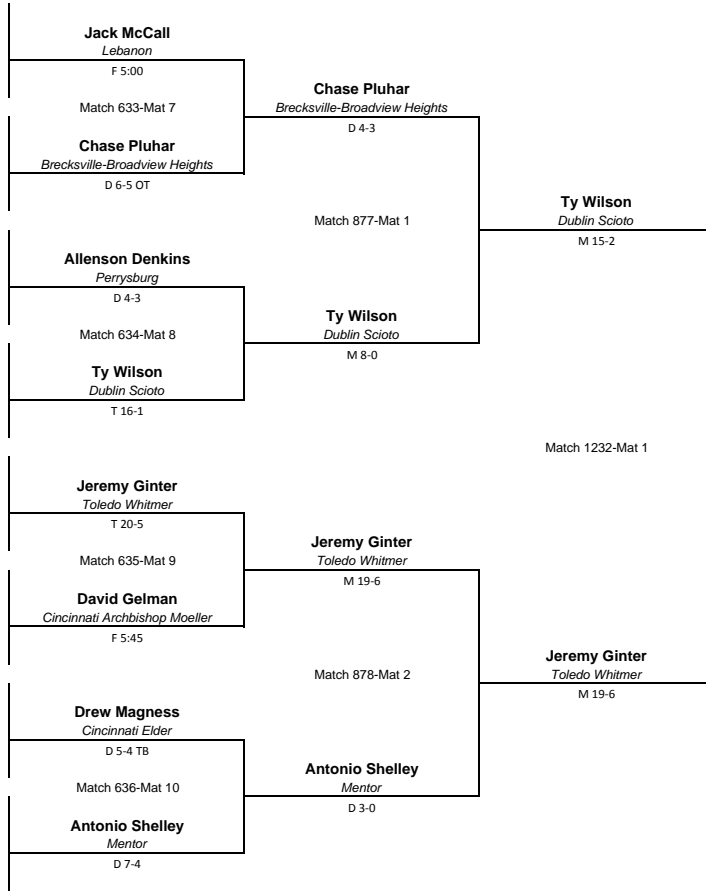 Jack McCall
Lebanon
F 5:00
Match 633-Mat 7
Chase Pluhar
Brecksville-Broadview Heights
D 6-5 OT
Chase Pluhar
Brecksville-Broadview Heights
D 4-3
Match 877-Mat 1
Allenson Denkins
Perrysburg
D 4-3
Match 634-Mat 8
Ty Wilson
Dublin Scioto
T 16-1
Ty Wilson
Dublin Scioto
M 8-0
Ty Wilson
Dublin Scioto
M 15-2
Match 1232-Mat 1
Jeremy Ginter
Toledo Whitmer
T 20-5
Match 635-Mat 9
David Gelman
Cincinnati Archbishop Moeller
F 5:45
Jeremy Ginter
Toledo Whitmer
M 19-6
Match 878-Mat 2
Drew Magness
Cincinnati Elder
D 5-4 TB
Match 636-Mat 10
Antonio Shelley
Mentor
D 7-4
Antonio Shelley
Mentor
D 3-0
Jeremy Ginter
Toledo Whitmer
M 19-6